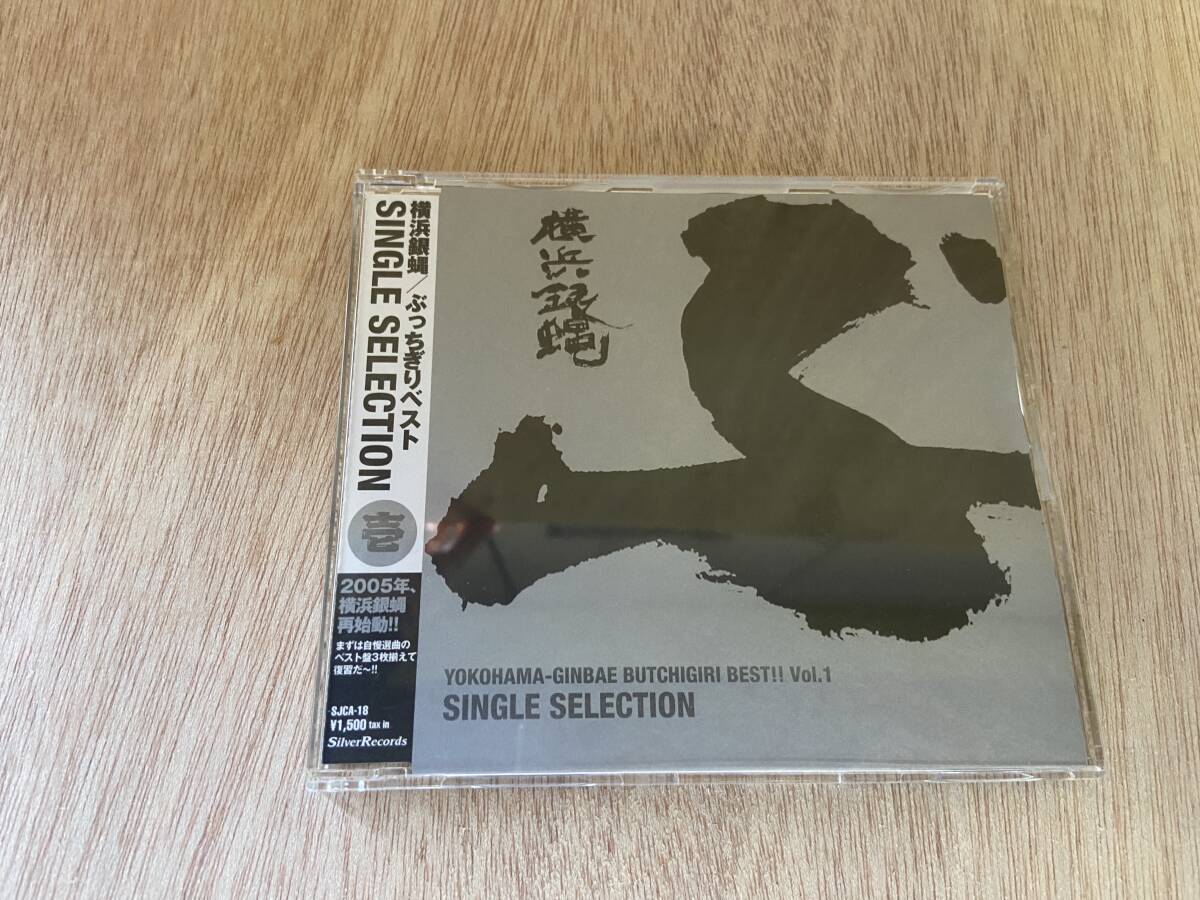 横浜銀蝿/ぶっちぎりベスト
SINGLE SELECTION
壱
2005年、
横浜銀蝿
再始動!!
まずは自慢選曲の
ベスト盤3枚揃えて
復習だ〜!!
SJCA-18
¥1,500 tax in
SilverRecords
横浜銀蝿
ぶ
YOKOHAMA-GINBAE BUTCHIGIRI BEST!! Vol.1
SINGLE SELECTION